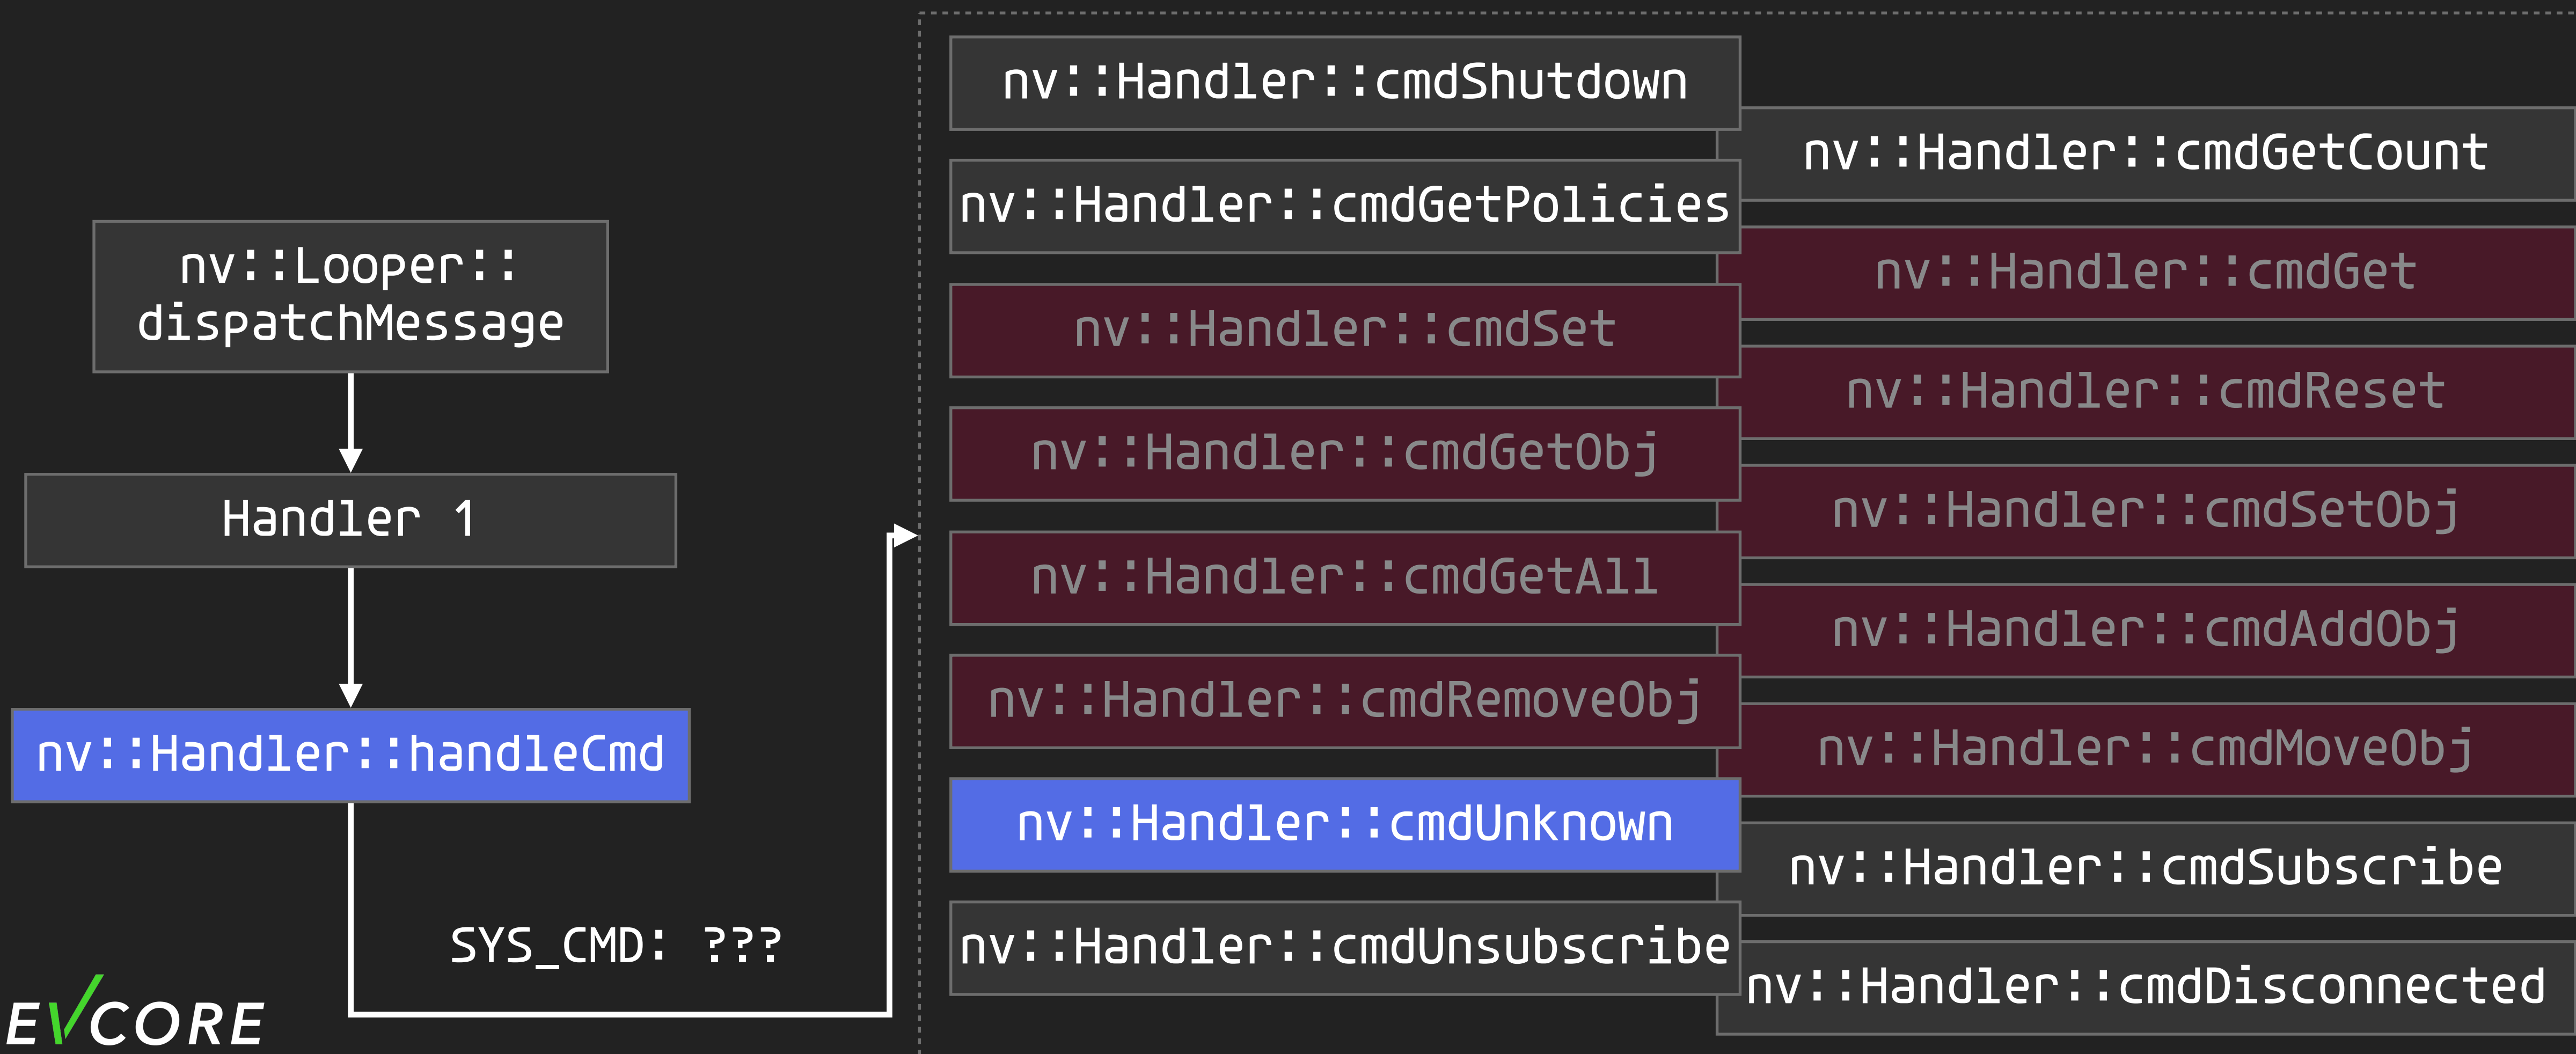 nv::Looper::
dispatchMessage
Handler 1
nv::Handler::handleCmd
SYS_CMD: ???
EVCORE
nv::Handler::cmdShutdown
nv::Handler::cmdGetPolicies
nv::Handler::cmdSet
nv::Handler::cmdGetObj
nv::Handler::cmdGetAll
nv::Handler::cmdRemoveObj
nv::Handler::cmdUnknown
nv::Handler::cmdUnsubscribe
nv::Handler::cmdGetCount
nv::Handler::cmdGet
nv::Handler::cmdReset
nv::Handler::cmdSetObj
nv::Handler::cmdAddObj
nv::Handler::cmdMoveObj
nv::Handler::cmdSubscribe
nv::Handler::cmdDisconnected